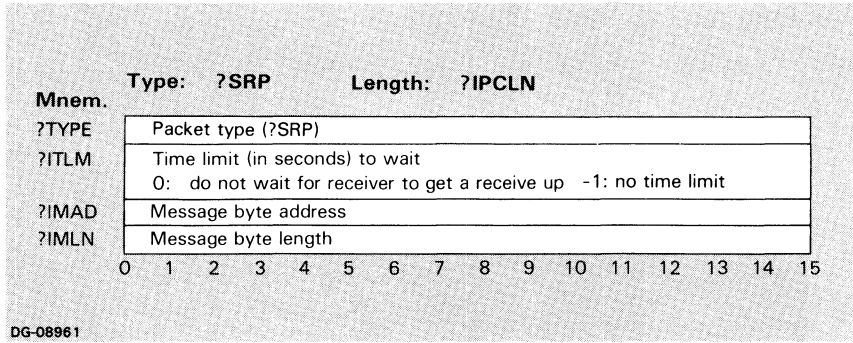 Type: ?SRP Length: ?IPCLN
Mnem.
?TYPE Packet type (?SRP)
?ITLM Time limit (in seconds) to wait
0: do not wait for receiver to get a receive up -1: no time limit
?IMAD Message byte address
?IMLN Message byte length
0 1 2 3 4 5 6 7 8 9 10 11 12 13 14 15
DG-08961